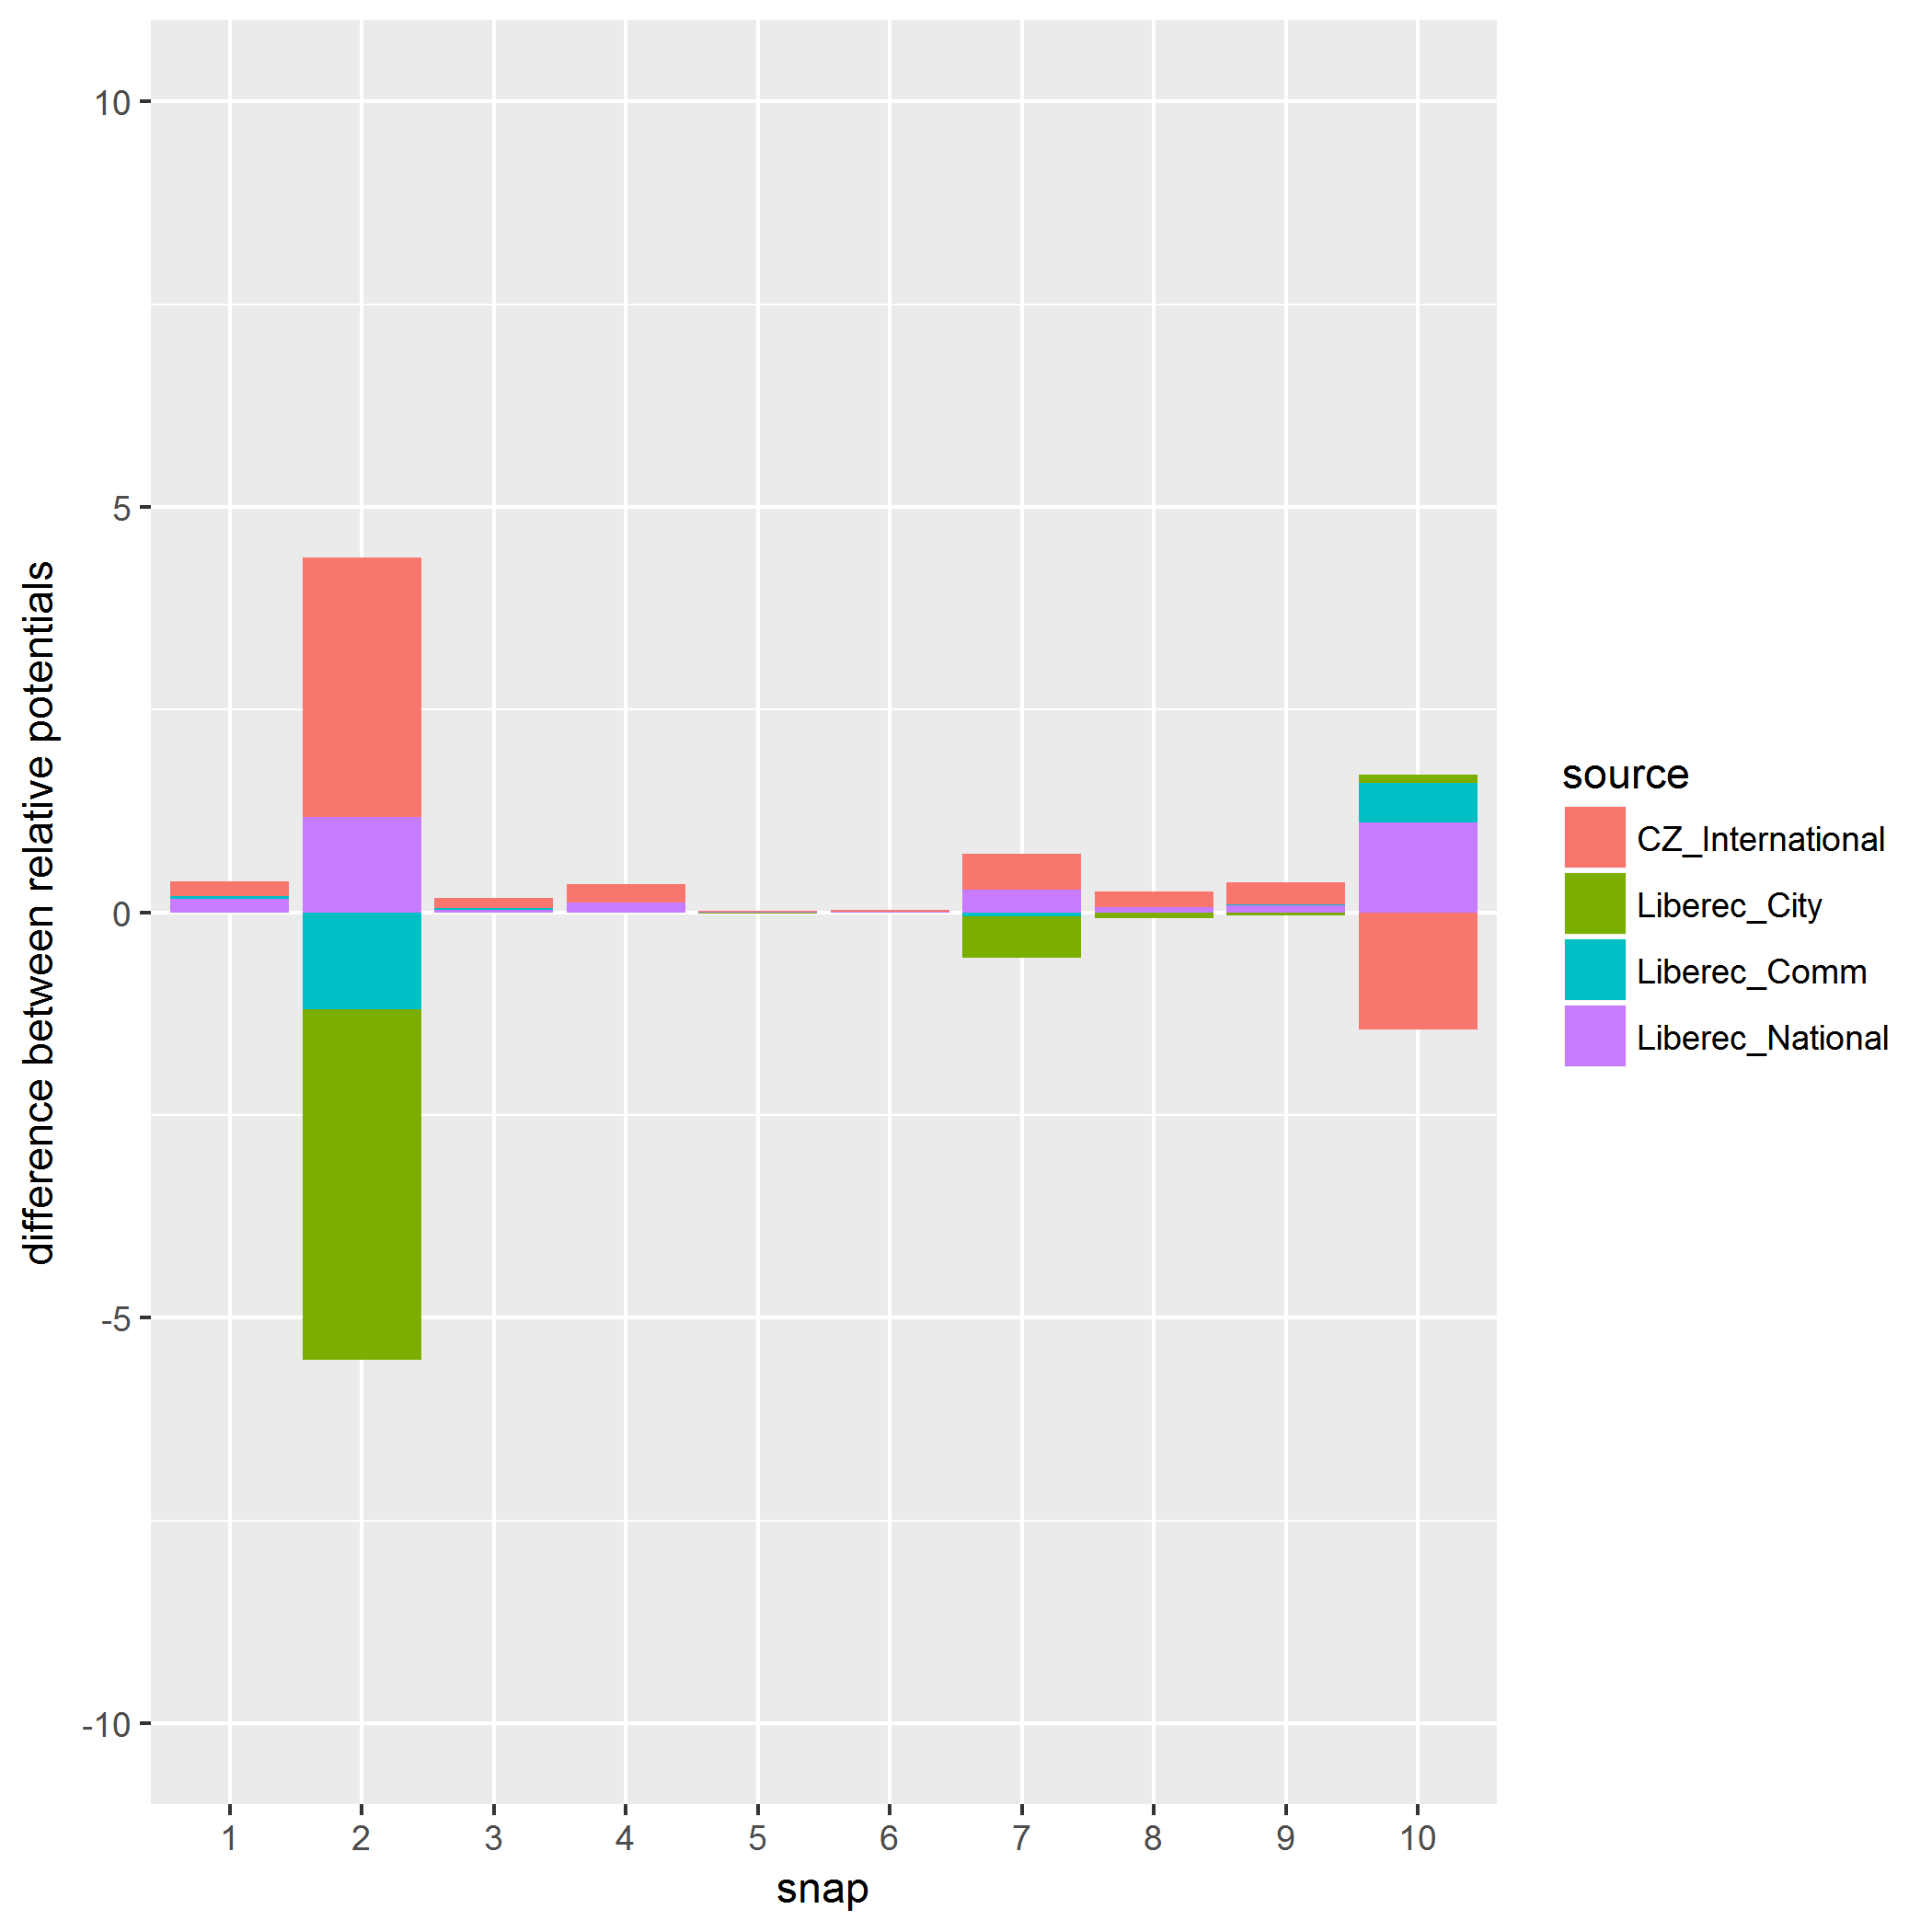 difference between relative potentials
10
5
0
-5
-10
1 2 3 4 5 6 7 8 9 10
snap
source
CZ_International
Liberec_City
Liberec_Comm
Liberec_National